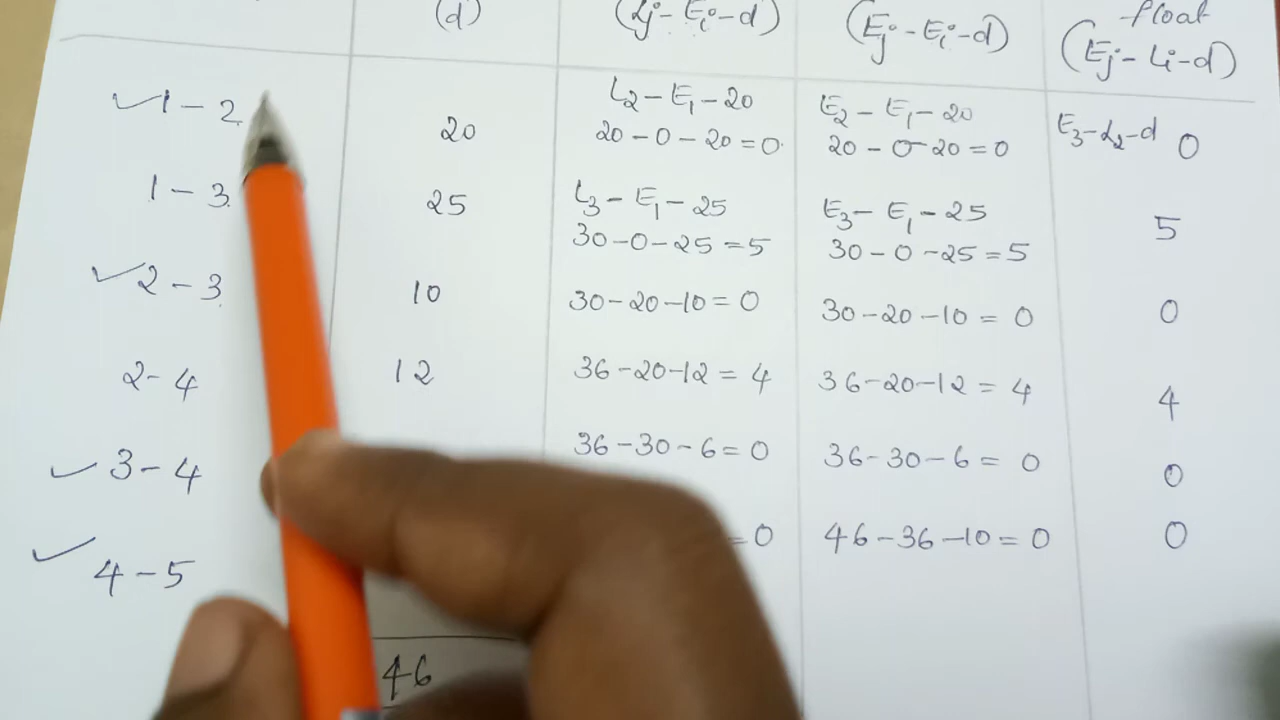 (d) (Lj - Ei - d) (Ej - Ei - d) float
(Ej - Li - d)
✓ 1 - 2 20 L2 - E1 - 20 E2 - E1 - 20 E3 - L2 - d 0
20 - 0 - 20 = 0 20 - 0 - 20 = 0
1 - 3 25 L3 - E1 - 25 E3 - E1 - 25 5
30 - 0 - 25 = 5 30 - 0 - 25 = 5
✓ 2 - 3 10 30 - 20 - 10 = 0 30 - 20 - 10 = 0 0
2 - 4 12 36 - 20 - 12 = 4 36 - 20 - 12 = 4 4
✓ 3 - 4 36 - 30 - 6 = 0 36 - 30 - 6 = 0 0
✓ 4 - 5 = 0 46 - 36 - 10 = 0 0
46